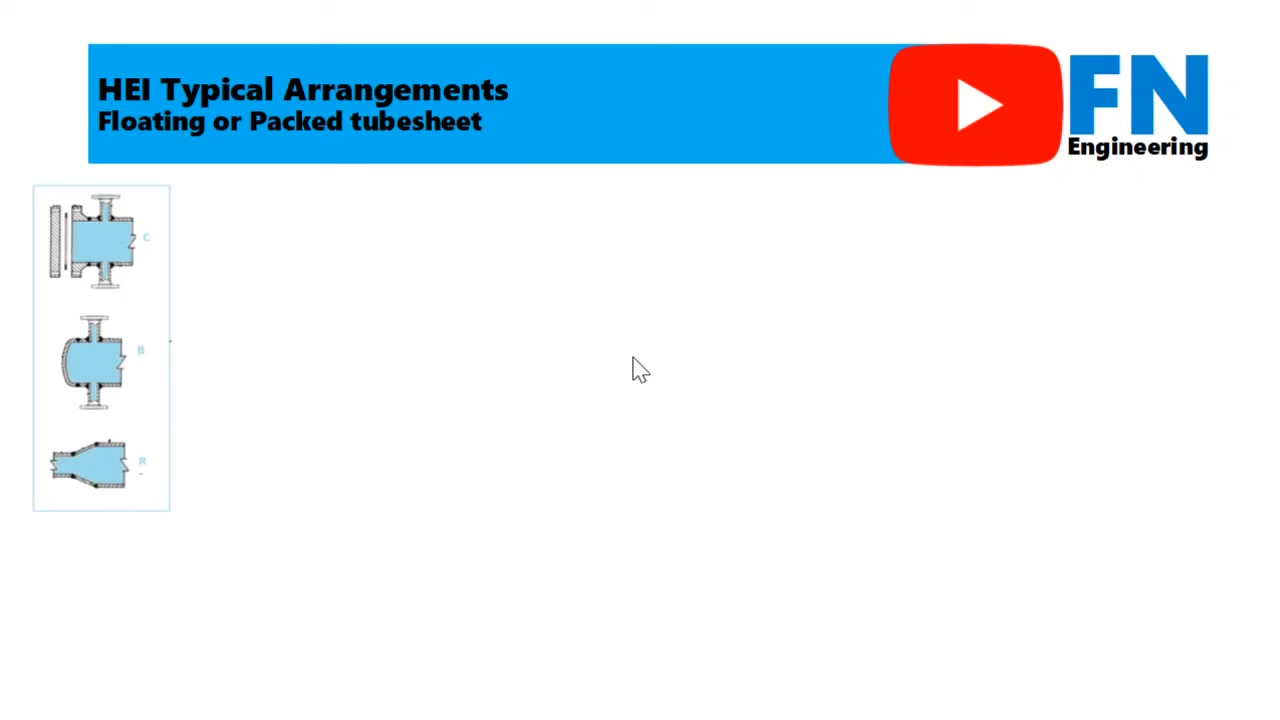 HEI Typical Arrangements
Floating or Packed tubesheet
FN
Engineering
C
B
R